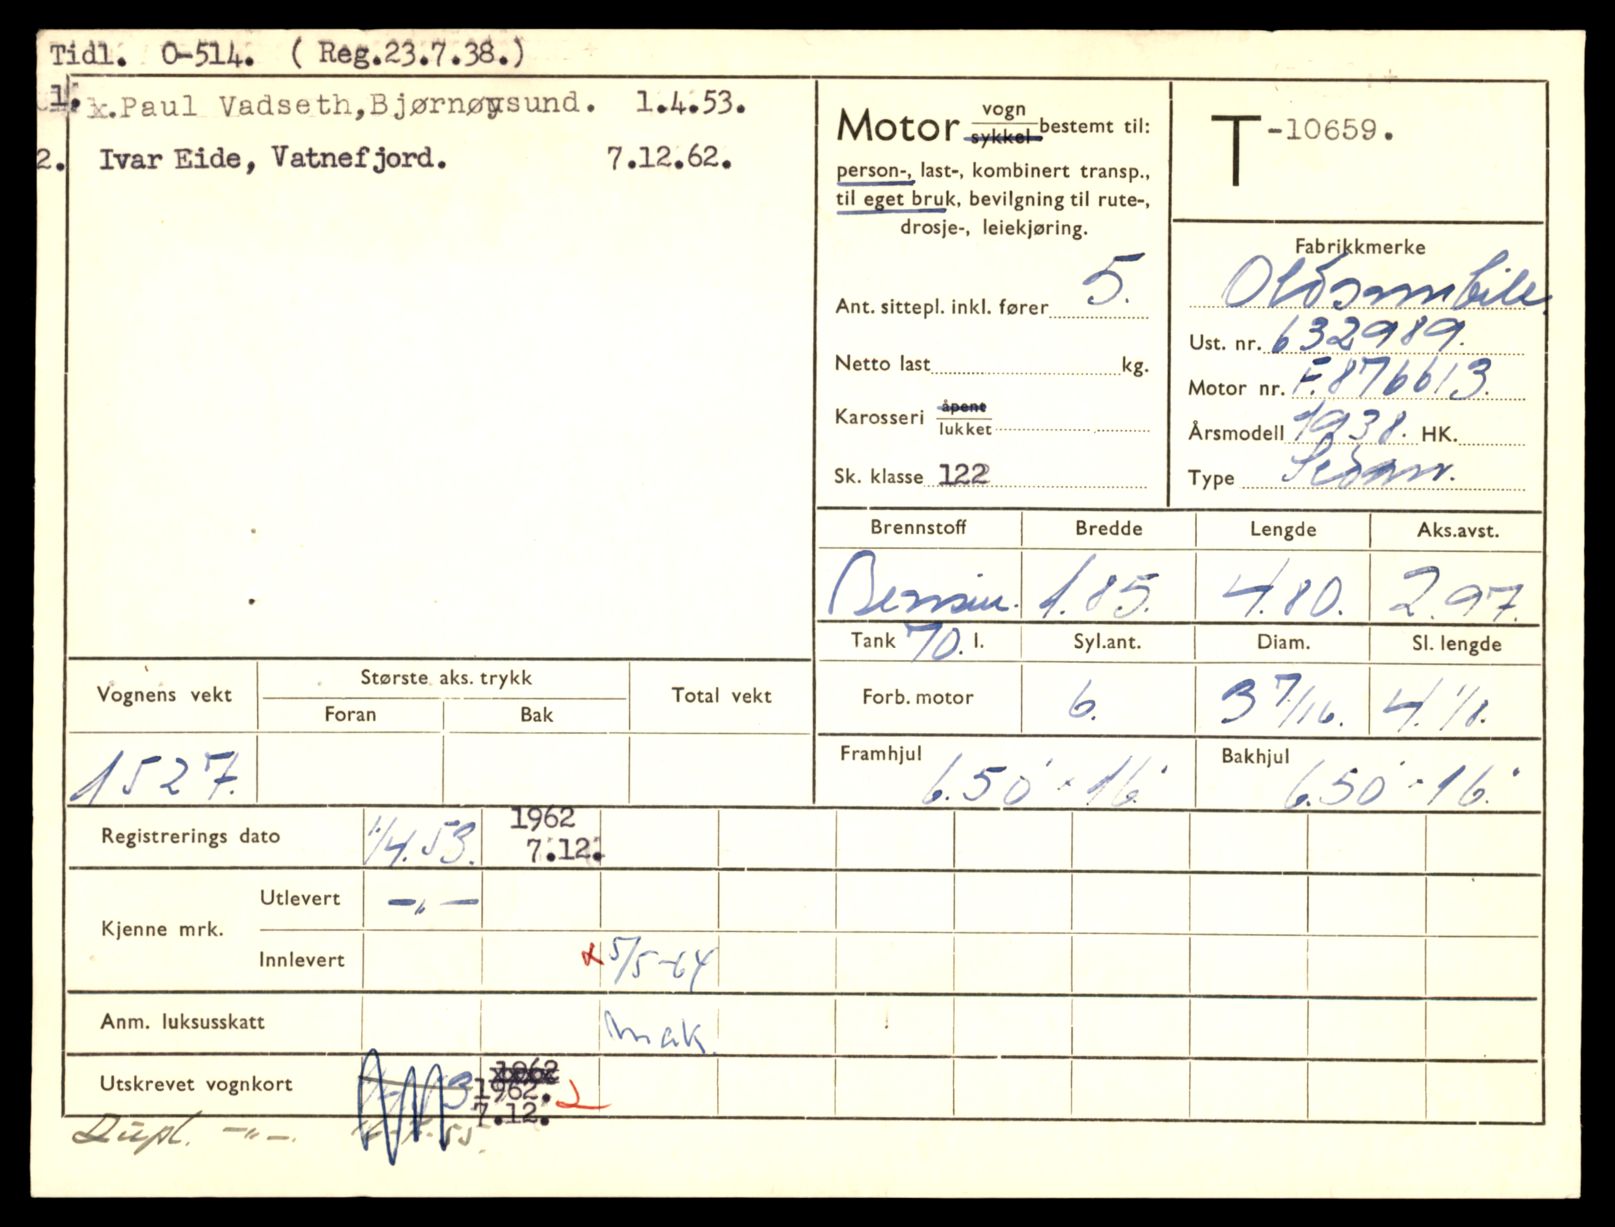 Tidl. O-514. ( Reg.23.7.38.)
1. x.Paul Vadseth,Bjørnøysund. 1.4.53.
2. Ivar Eide, Vatnefjord. 7.12.62.
Motor vogn
sykkel bestemt til:
person-, last-, kombinert transp.,
til eget bruk, bevilgning til rute-,
drosje-, leiekjøring.
Ant. sittepl. inkl. fører 5.
Netto last kg.
Karosseri åpent
lukket
Sk. klasse 122
T -10659.
Fabrikkmerke
Oldsmobile.
Ust. nr. 632989.
Motor nr. F.876613.
Årsmodell 1938. HK.
Type Sedan.
Brennstoff Bredde Lengde Aks.avst.
Bensin. 1.85. 4.80. 2.97.
Tank 70. l. Syl.ant. Diam. Sl. lengde
Forb. motor 6. 3 7/16. 4.1/8.
Framhjul 6.50 × 16. Bakhjul 6.50 × 16.
Vognens vekt Største aks. trykk Total vekt
Foran Bak
1527.
Registrerings dato 1/4.53. 1962
7.12.
Kjenne mrk. Utlevert -"-
Innlevert x 5/5-64
Anm. luksusskatt mak.
Utskrevet vognkort 1962
1962.
7.12.
Dupl. -"-